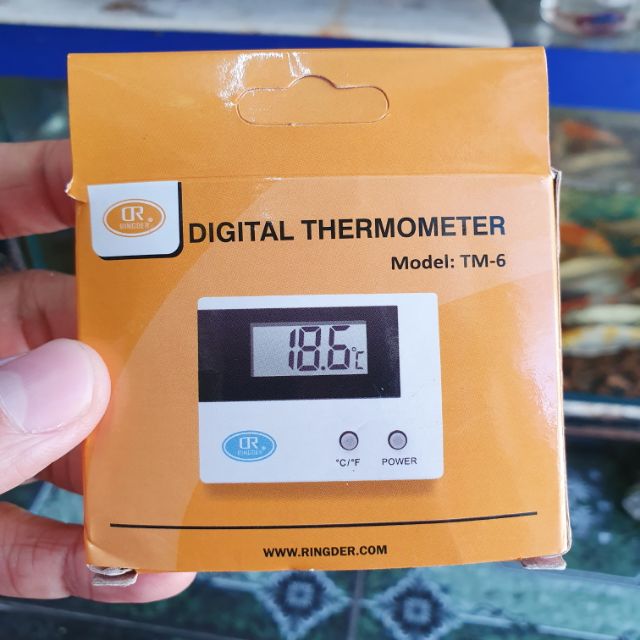 RINGDER
DIGITAL THERMOMETER
Model: TM-6
18.6°C
RINGDER
°C/°F POWER
WWW.RINGDER.COM